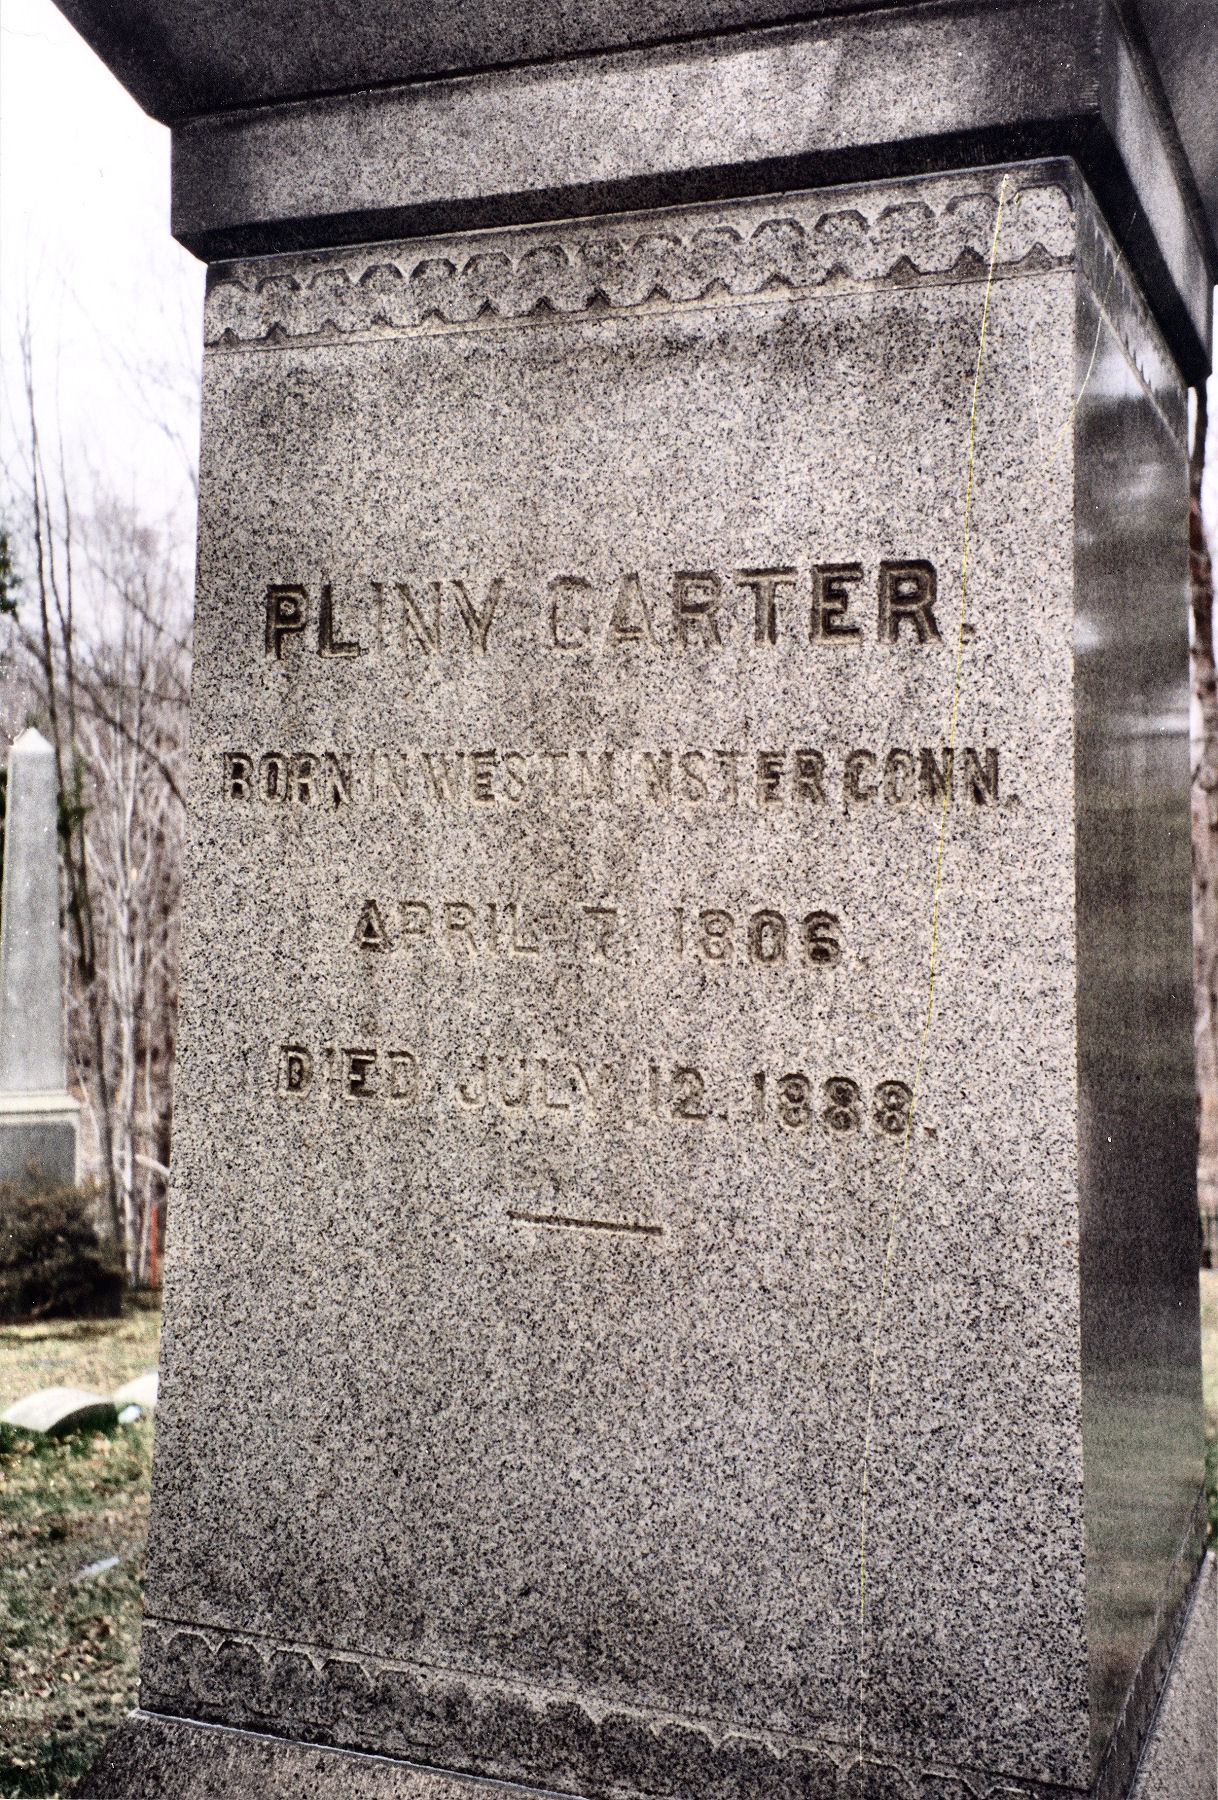 PLINY CARTER.
BORN IN WESTMINSTER CONN.
APRIL 7, 1806.
DIED JULY 12, 1888.